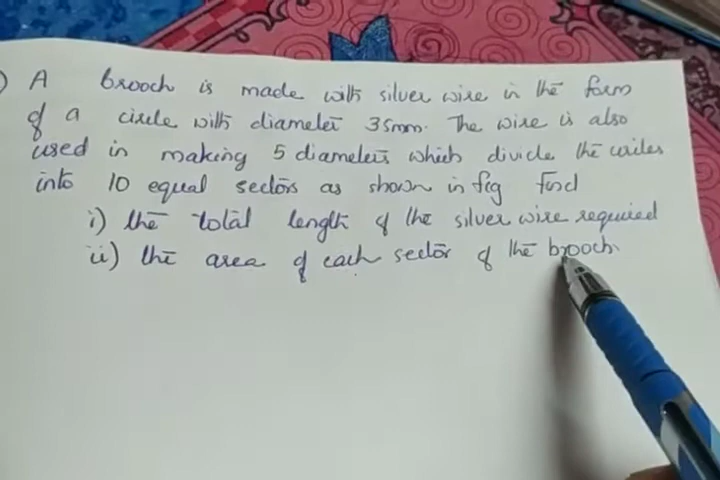 ) A brooch is made with silver wire in the form
of a circle with diameter 35mm. The wire is also
used in making 5 diameters which divide the circles
into 10 equal sectors as shown in fig find
i) the total length of the silver wire required
ii) the area of each sector of the brooch.